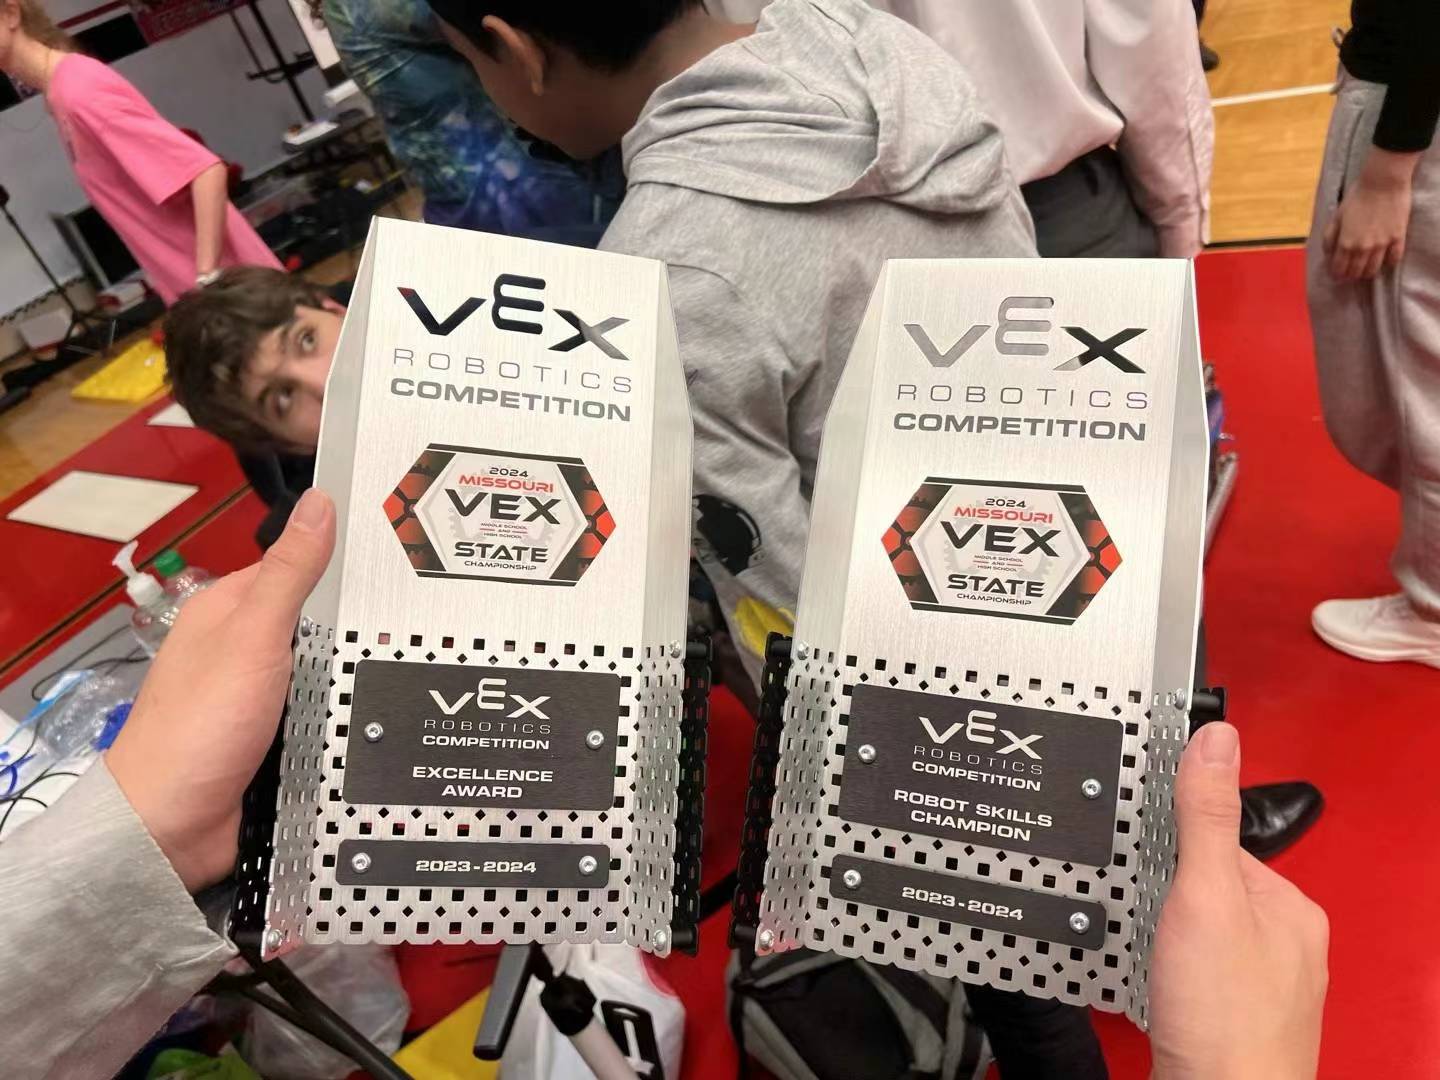 VEX
ROBOTICS
COMPETITION
2024
MISSOURI
VEX
MIDDLE SCHOOL
AND
HIGH SCHOOL
STATE
CHAMPIONSHIP
VEX
ROBOTICS
COMPETITION
EXCELLENCE
AWARD
2023-2024
VEX
ROBOTICS
COMPETITION
2024
MISSOURI
VEX
MIDDLE SCHOOL
AND
HIGH SCHOOL
STATE
CHAMPIONSHIP
VEX
ROBOTICS
COMPETITION
ROBOT SKILLS
CHAMPION
2023-2024